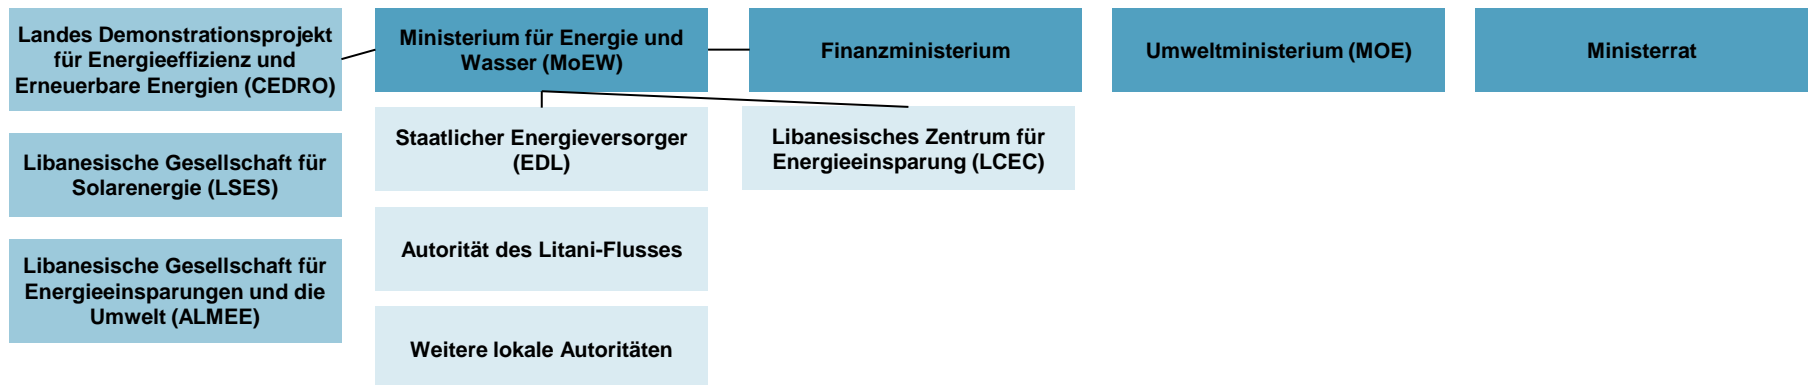 Landes Demonstrationsprojekt
für Energieeffizienz und
Erneuerbare Energien (CEDRO)
Ministerium für Energie und
Wasser (MoEW)
Finanzministerium
Umweltministerium (MOE)
Ministerrat
Libanesische Gesellschaft für
Solarenergie (LSES)
Staatlicher Energieversorger
(EDL)
Libanesisches Zentrum für
Energieeinsparung (LCEC)
Libanesische Gesellschaft für
Energieeinsparungen und die
Umwelt (ALMEE)
Autorität des Litani-Flusses
Weitere lokale Autoritäten